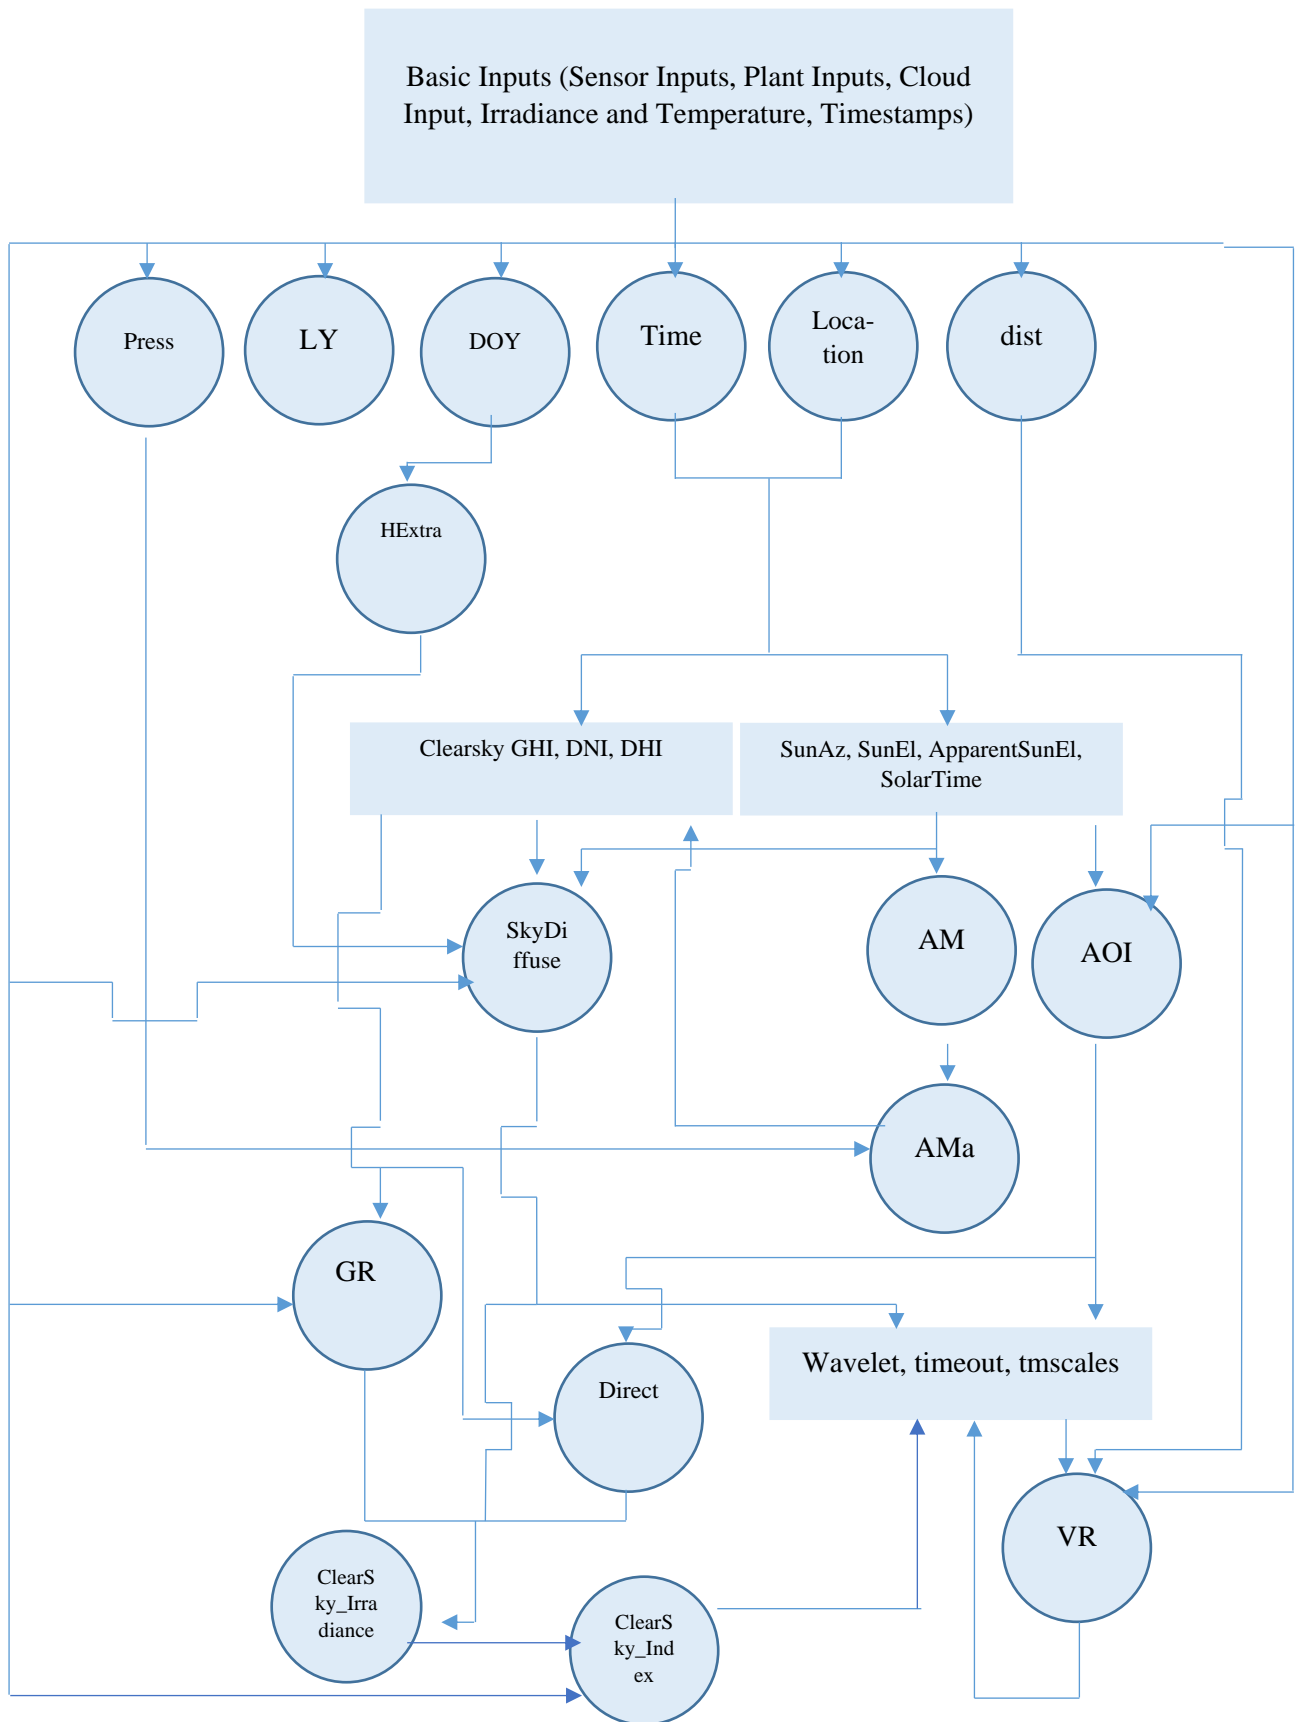 Basic Inputs (Sensor Inputs, Plant Inputs, Cloud
Input, Irradiance and Temperature, Timestamps)
Press
LY
DOY
Time
Loca-
tion
dist
HExtra
Clearsky GHI, DNI, DHI
SunAz, SunEl, ApparentSunEl,
SolarTime
SkyDi
ffuse
AM
AOI
AMa
GR
Wavelet, timeout, tmscales
Direct
VR
ClearS
ky_Irra
diance
ClearS
ky_Ind
ex